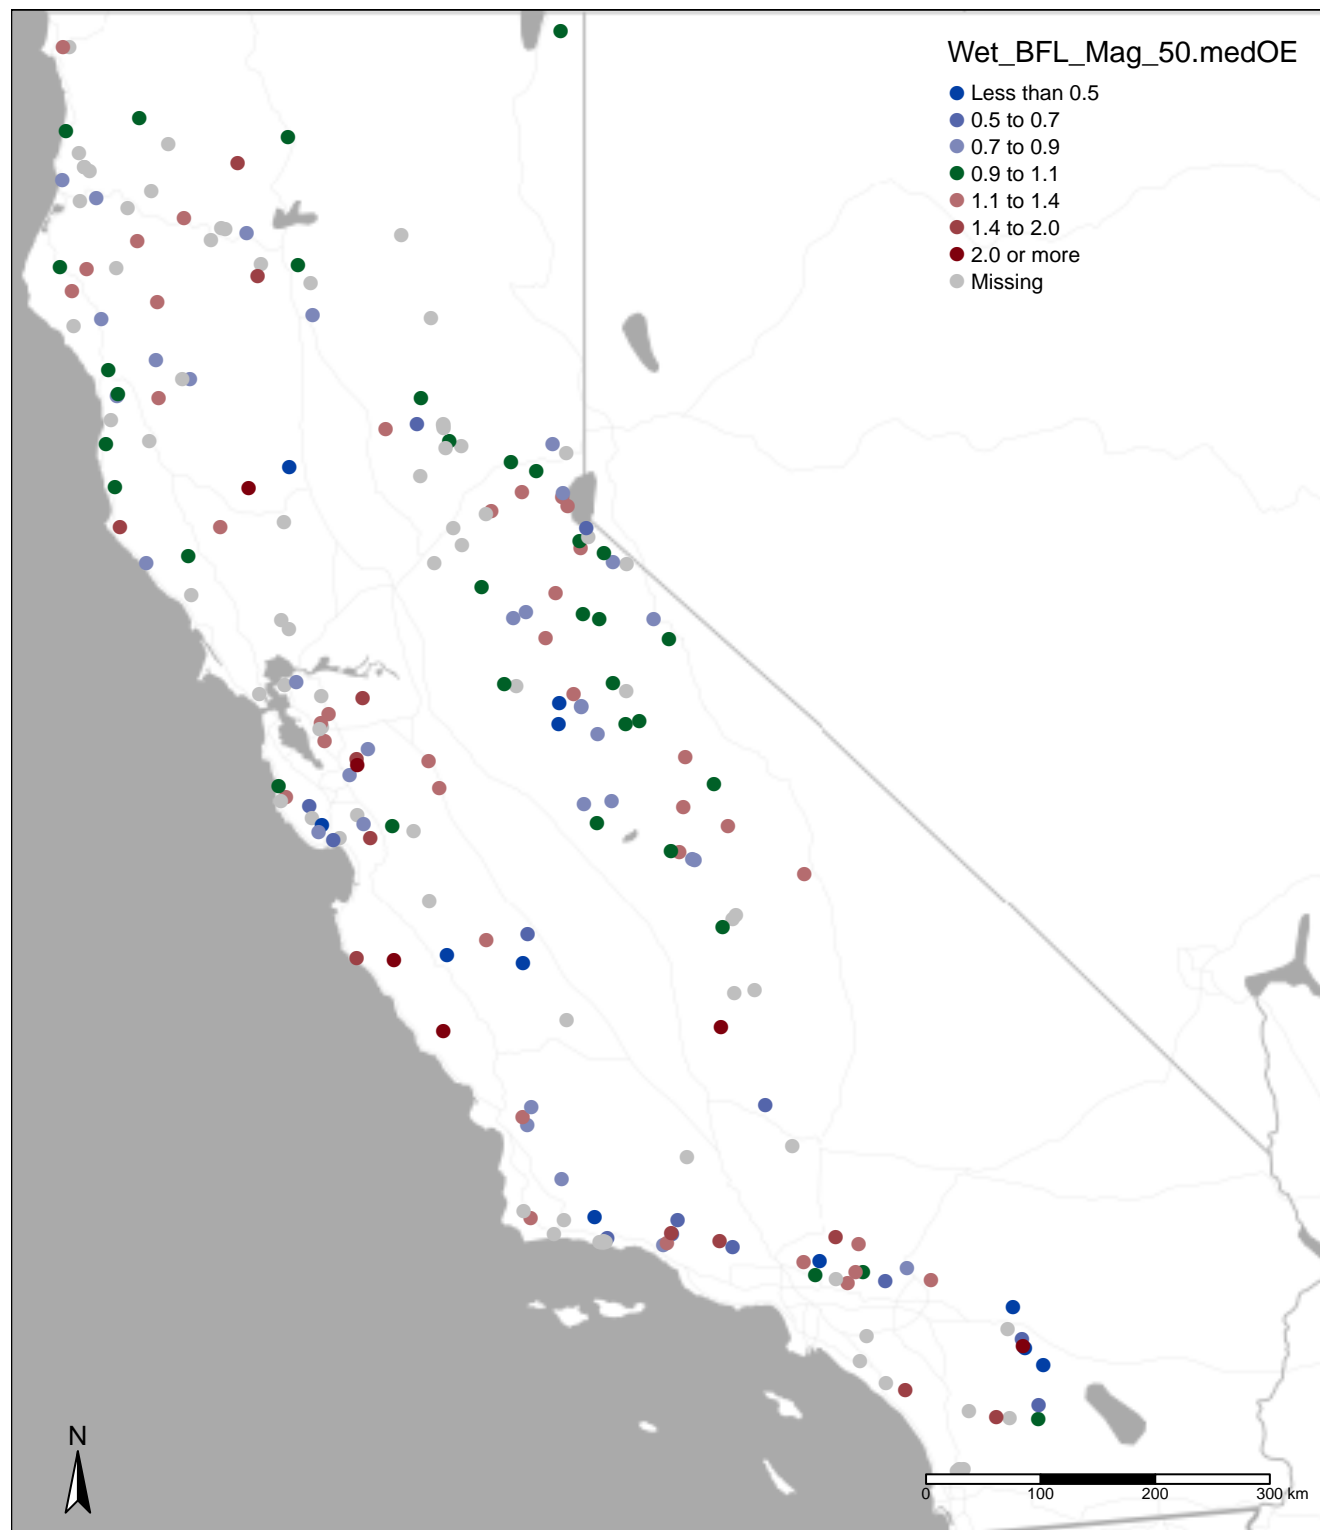 Wet_BFL_Mag_50.medOE
Less than 0.5
0.5 to 0.7
0.7 to 0.9
0.9 to 1.1
1.1 to 1.4
1.4 to 2.0
2.0 or more
Missing
N
0 100 200 300 km